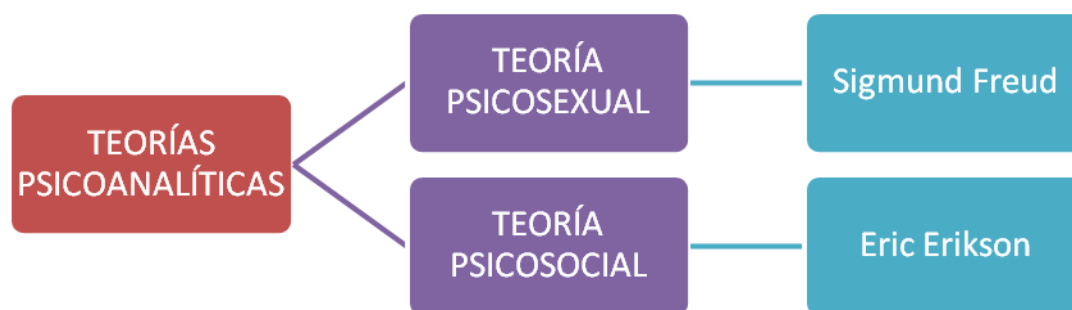 TEORÍAS
PSICOANALÍTICAS
TEORÍA
PSICOSEXUAL
Sigmund Freud
TEORÍA
PSICOSOCIAL
Eric Erikson